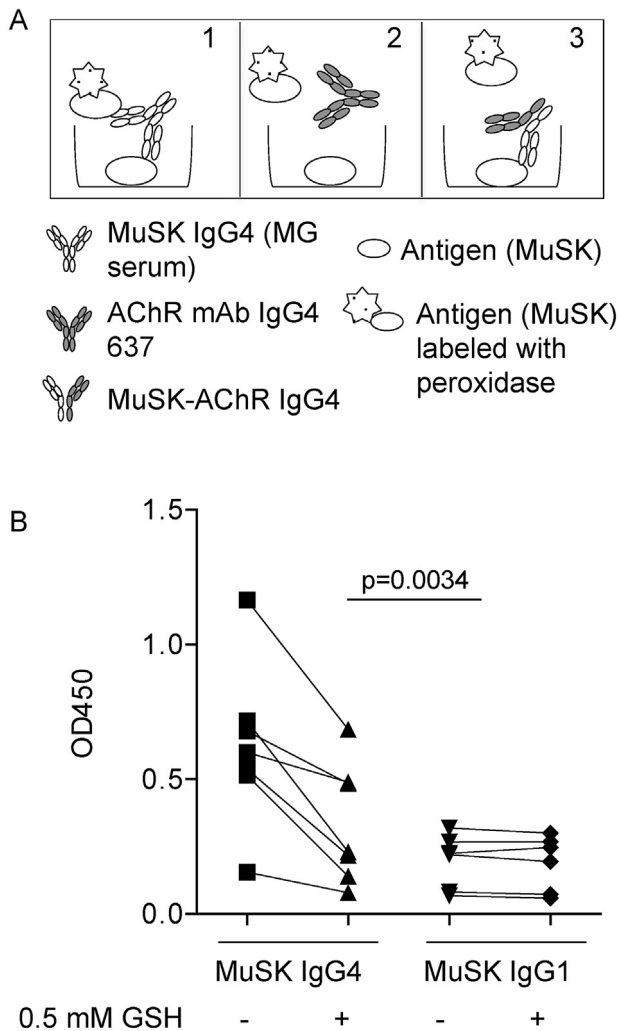 A
1 2 3
MuSK IgG4 (MG
serum)
AChR mAb IgG4
637
MuSK-AChR IgG4
Antigen (MuSK)
Antigen (MuSK)
labeled with
peroxidase
B
1.5
p=0.0034
1.0
OD450
0.5
0.0
MuSK IgG4 MuSK IgG1
0.5 mM GSH - + - +